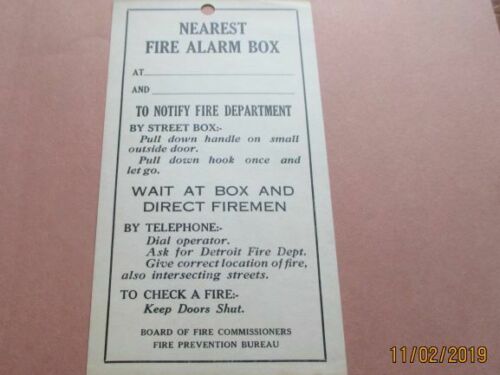 NEAREST
FIRE ALARM BOX
AT
AND
TO NOTIFY FIRE DEPARTMENT
BY STREET BOX:-
Pull down handle on small
outside door.
Pull down hook once and
let go.
WAIT AT BOX AND
DIRECT FIREMEN
BY TELEPHONE:-
Dial operator.
Ask for Detroit Fire Dept.
Give correct location of fire,
also intersecting streets.
TO CHECK A FIRE:-
Keep Doors Shut.
BOARD OF FIRE COMMISSIONERS
FIRE PREVENTION BUREAU
11/02/2019